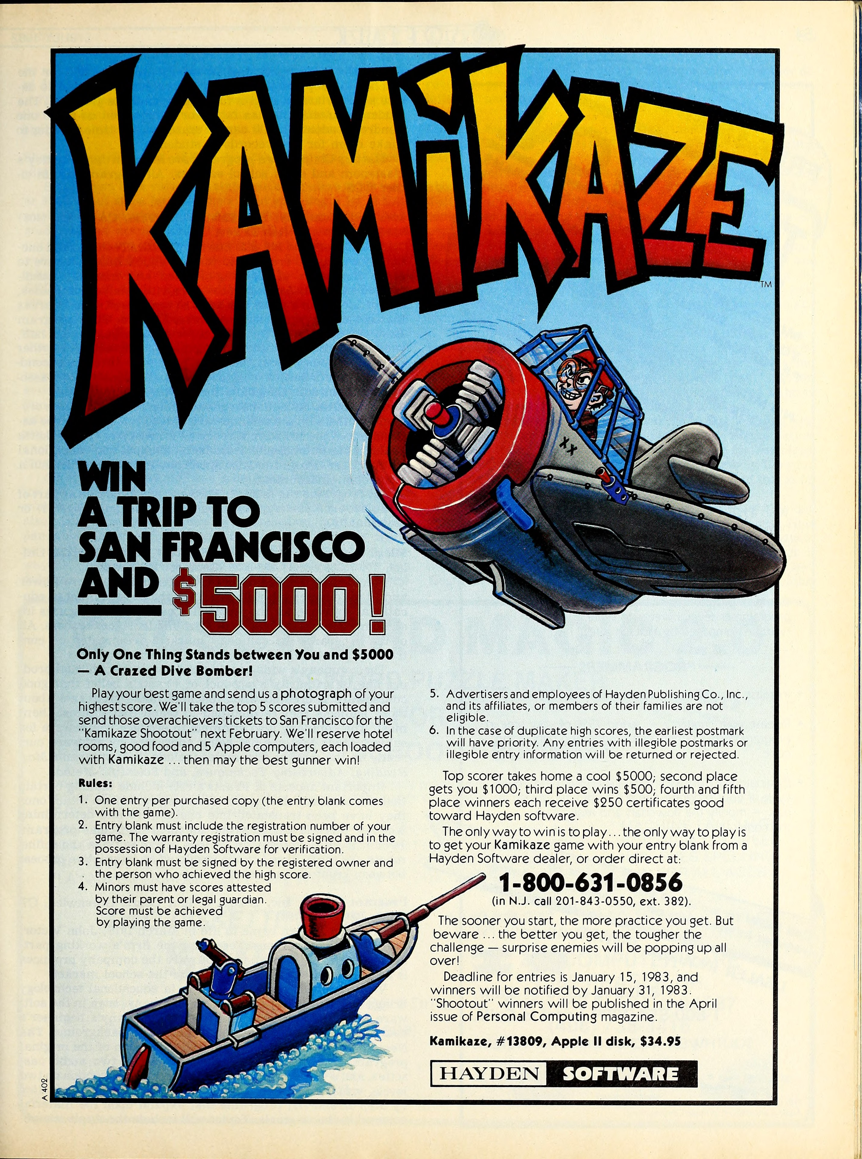 KAMiKAZE
TM
WIN
A TRIP TO
SAN FRANCISCO
AND $5000!
Only One Thing Stands between You and $5000
— A Crazed Dive Bomber!
Play your best game and send us a photograph of your
highest score. We'll take the top 5 scores submitted and
send those overachievers tickets to San Francisco for the
"Kamikaze Shootout" next February. We'll reserve hotel
rooms, good food and 5 Apple computers, each loaded
with Kamikaze ... then may the best gunner win!
Rules:
1. One entry per purchased copy (the entry blank comes
with the game).
2. Entry blank must include the registration number of your
game. The warranty registration must be signed and in the
possession of Hayden Software for verification.
3. Entry blank must be signed by the registered owner and
the person who achieved the high score.
4. Minors must have scores attested
by their parent or legal guardian.
Score must be achieved
by playing the game.
5. Advertisers and employees of Hayden Publishing Co., Inc.,
and its affiliates, or members of their families are not
eligible.
6. In the case of duplicate high scores, the earliest postmark
will have priority. Any entries with illegible postmarks or
illegible entry information will be returned or rejected.
Top scorer takes home a cool $5000; second place
gets you $1000; third place wins $500; fourth and fifth
place winners each receive $250 certificates good
toward Hayden software.
The only way to win is to play... the only way to play is
to get your Kamikaze game with your entry blank from a
Hayden Software dealer, or order direct at:
1-800-631-0856
(in N.J. call 201-843-0550, ext. 382).
The sooner you start, the more practice you get. But
beware ... the better you get, the tougher the
challenge — surprise enemies will be popping up all
over!
Deadline for entries is January 15, 1983, and
winners will be notified by January 31, 1983.
"Shootout" winners will be published in the April
issue of Personal Computing magazine.
Kamikaze, #13809, Apple II disk, $34.95
HAYDEN SOFTWARE
A 402
XX